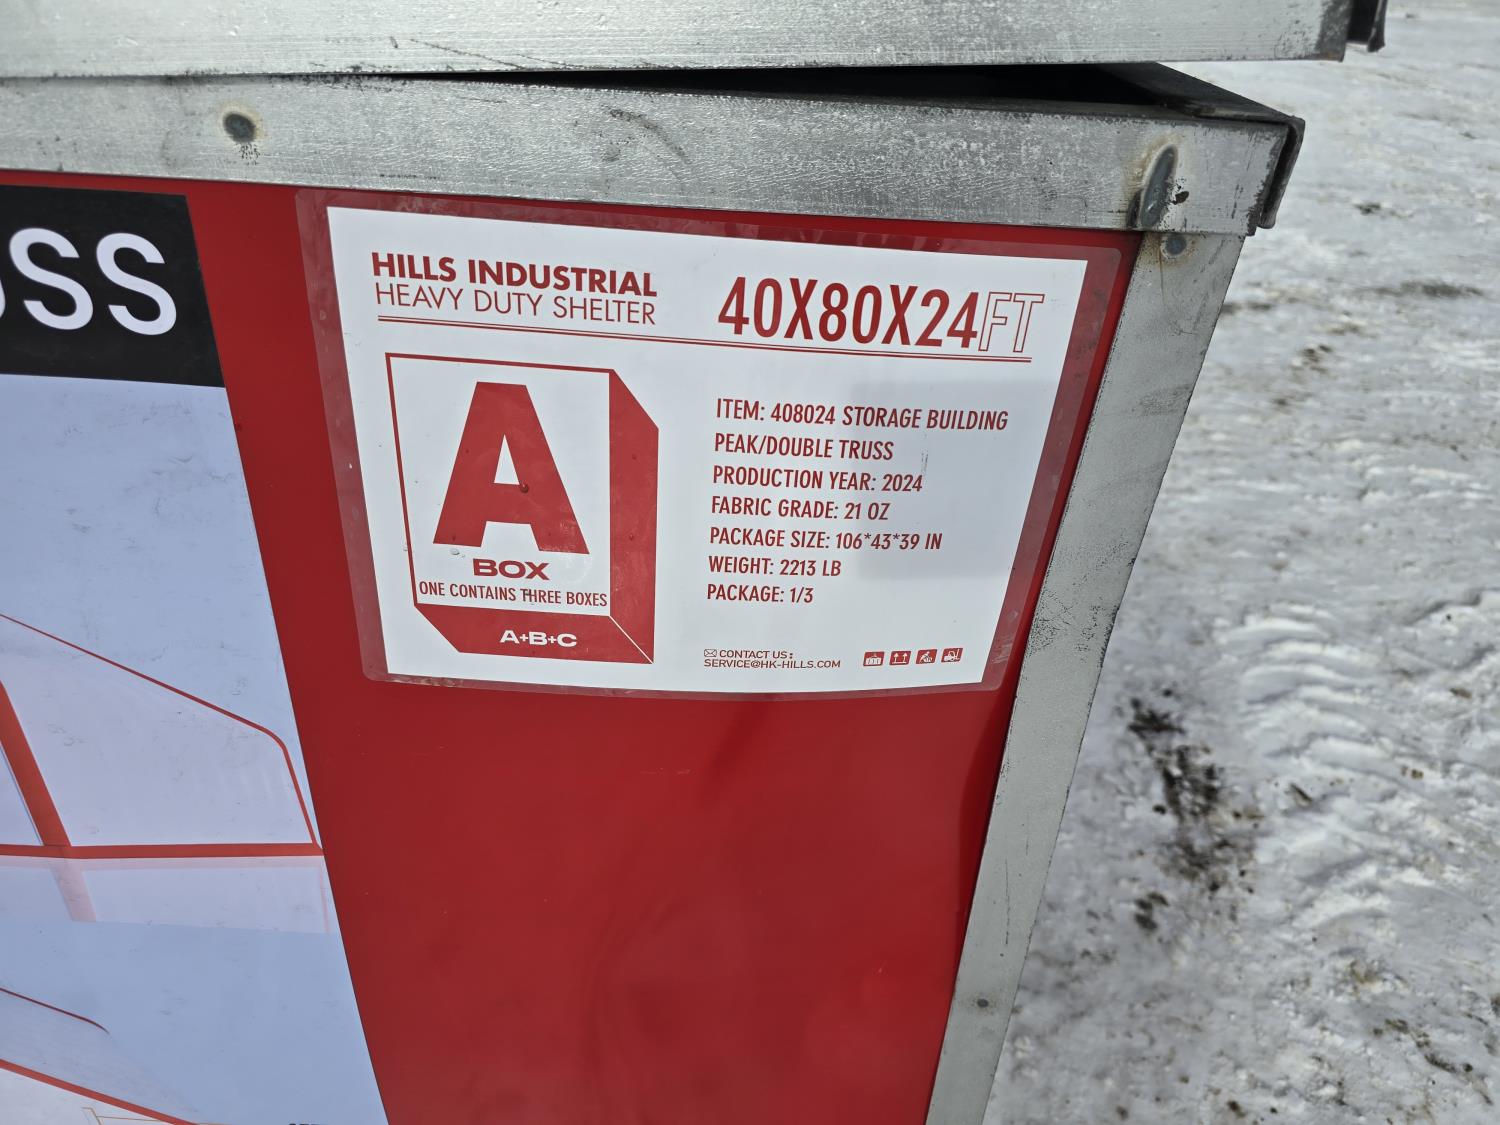 USS
HILLS INDUSTRIAL
HEAVY DUTY SHELTER
40X80X24FT
A
BOX
ONE CONTAINS THREE BOXES
A+B+C
ITEM: 408024 STORAGE BUILDING
PEAK/DOUBLE TRUSS
PRODUCTION YEAR: 2024
FABRIC GRADE: 21 OZ
PACKAGE SIZE: 106*43*39 IN
WEIGHT: 2213 LB
PACKAGE: 1/3
CONTACT US:
SERVICE@HK-HILLS.COM